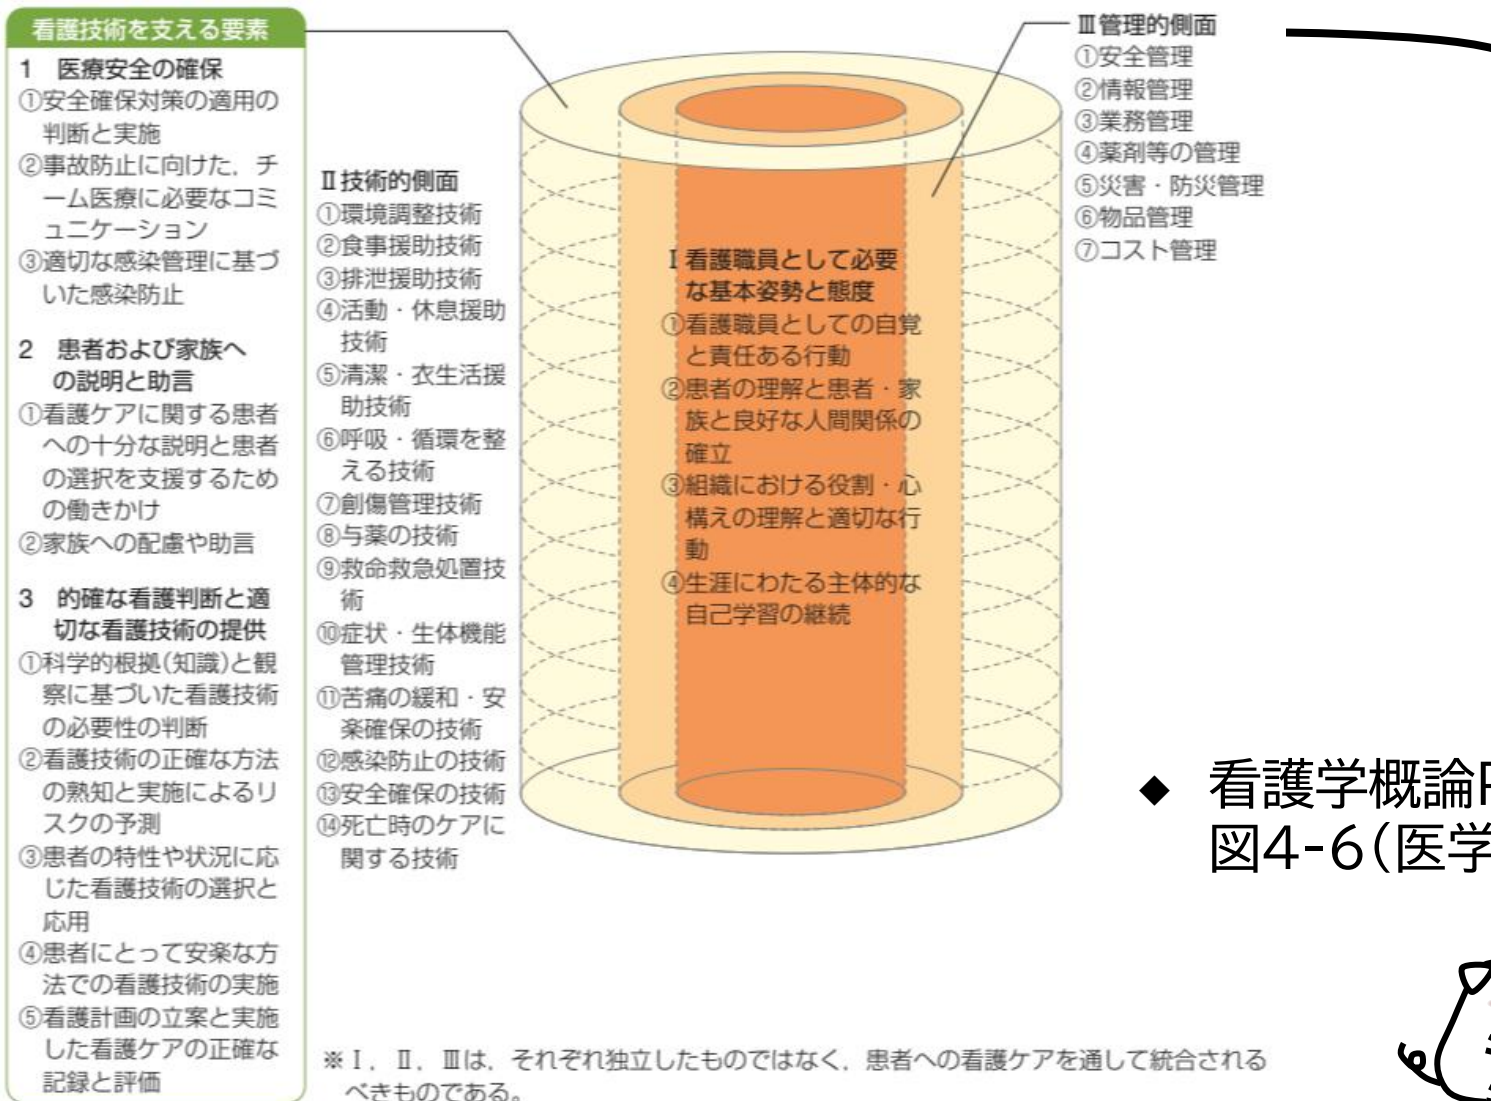 看護技術を支える要素
1 医療安全の確保
①安全確保対策の適用の
判断と実施
②事故防止に向けた，チ
ーム医療に必要なコミ
ュニケーション
③適切な感染管理に基づ
いた感染防止
2 患者および家族へ
の説明と助言
①看護ケアに関する患者
への十分な説明と患者
の選択を支援するため
の働きかけ
②家族への配慮や助言
3 的確な看護判断と適
切な看護技術の提供
①科学的根拠(知識)と観
察に基づいた看護技術
の必要性の判断
②看護技術の正確な方法
の熟知と実施によるリ
スクの予測
③患者の特性や状況に応
じた看護技術の選択と
応用
④患者にとって安楽な方
法での看護技術の実施
⑤看護計画の立案と実施
した看護ケアの正確な
記録と評価
Ⅱ技術的側面
①環境調整技術
②食事援助技術
③排泄援助技術
④活動・休息援助
技術
⑤清潔・衣生活援
助技術
⑥呼吸・循環を整
える技術
⑦創傷管理技術
⑧与薬の技術
⑨救命救急処置技
術
⑩症状・生体機能
管理技術
⑪苦痛の緩和・安
楽確保の技術
⑫感染防止の技術
⑬安全確保の技術
⑭死亡時のケアに
関する技術
Ⅰ看護職員として必要
な基本姿勢と態度
①看護職員としての自覚
と責任ある行動
②患者の理解と患者・家
族と良好な人間関係の
確立
③組織における役割・心
構えの理解と適切な行
動
④生涯にわたる主体的な
自己学習の継続
Ⅲ管理的側面
①安全管理
②情報管理
③業務管理
④薬剤等の管理
⑤災害・防災管理
⑥物品管理
⑦コスト管理
※Ⅰ，Ⅱ，Ⅲは，それぞれ独立したものではなく，患者への看護ケアを通して統合される
べきものである。
◆ 看護学概論P
図4-6(医学